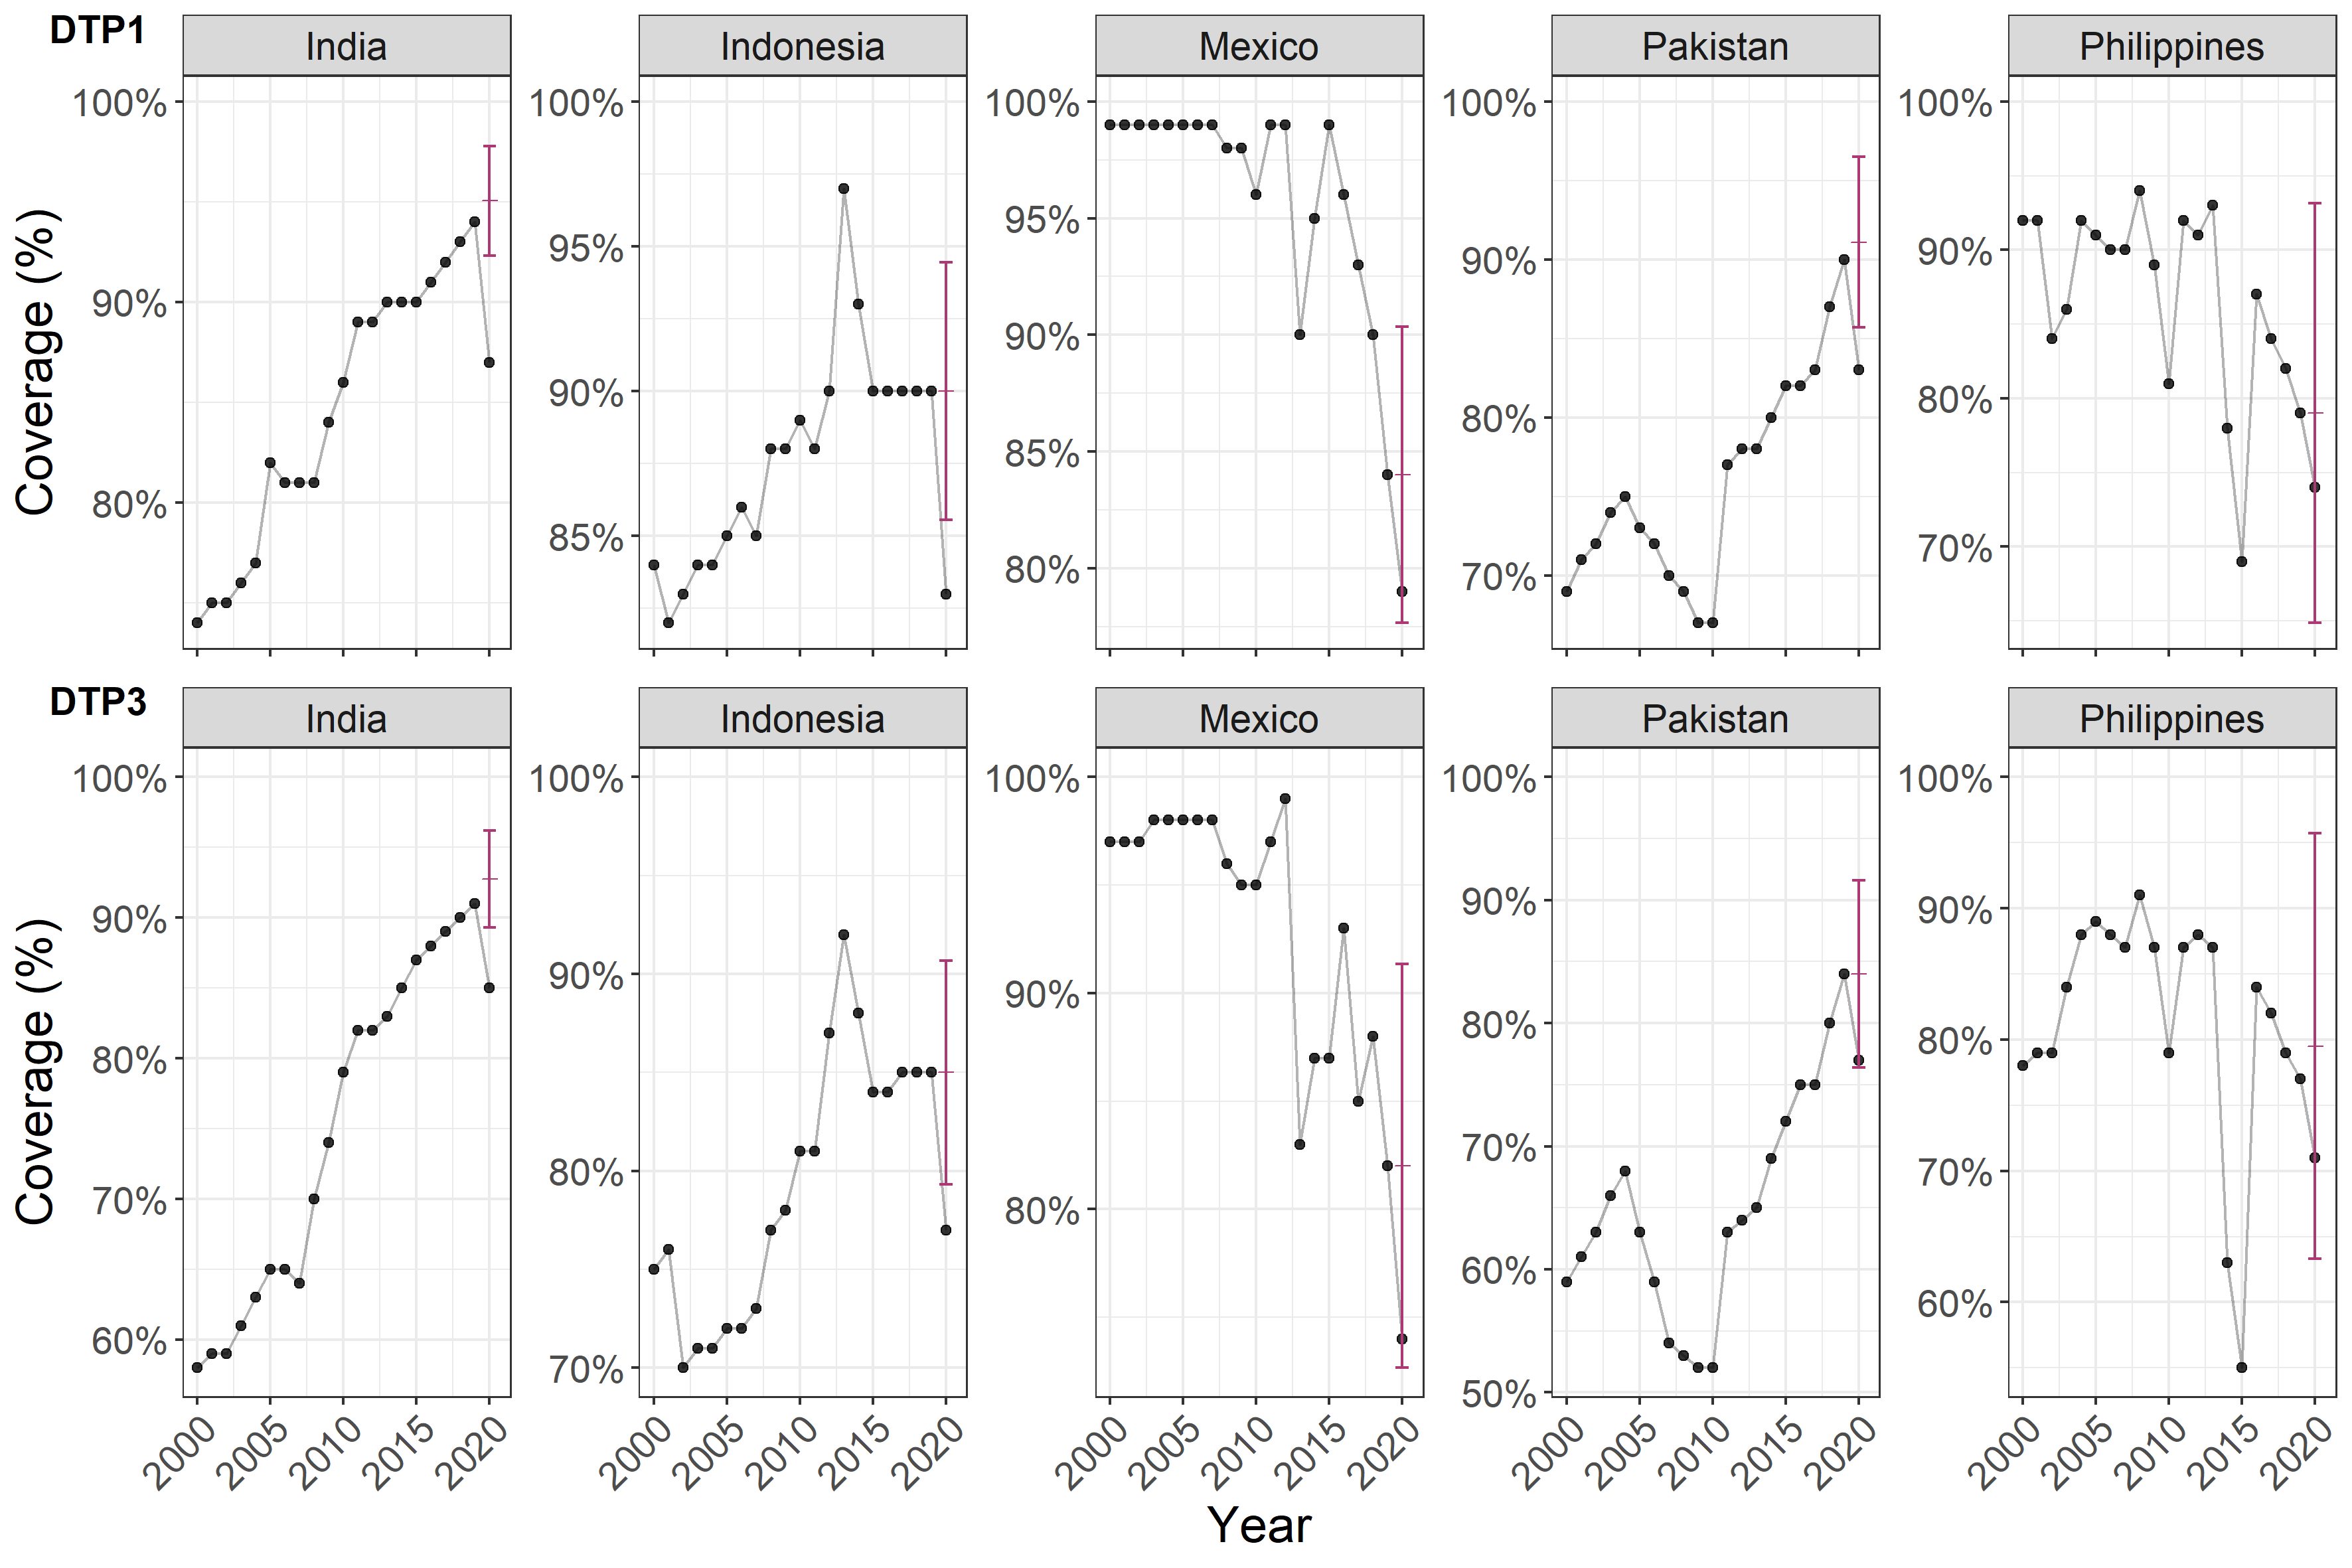 DTP1
India Indonesia Mexico Pakistan Philippines
100% 100% 100% 100% 100%
95%
95%
90% 90% 90%
90%
90%
85%
80% 80% 80%
85%
80%
70% 70%
Coverage (%)
DTP3
India Indonesia Mexico Pakistan Philippines
100% 100% 100% 100% 100%
90% 90% 90% 90% 90%
80% 80% 80% 80% 80%
70% 70% 70% 70%
60% 60% 60%
50%
Coverage (%)
2000 2005 2010 2015 2020 2000 2005 2010 2015 2020 2000 2005 2010 2015 2020 2000 2005 2010 2015 2020 2000 2005 2010 2015 2020
Year